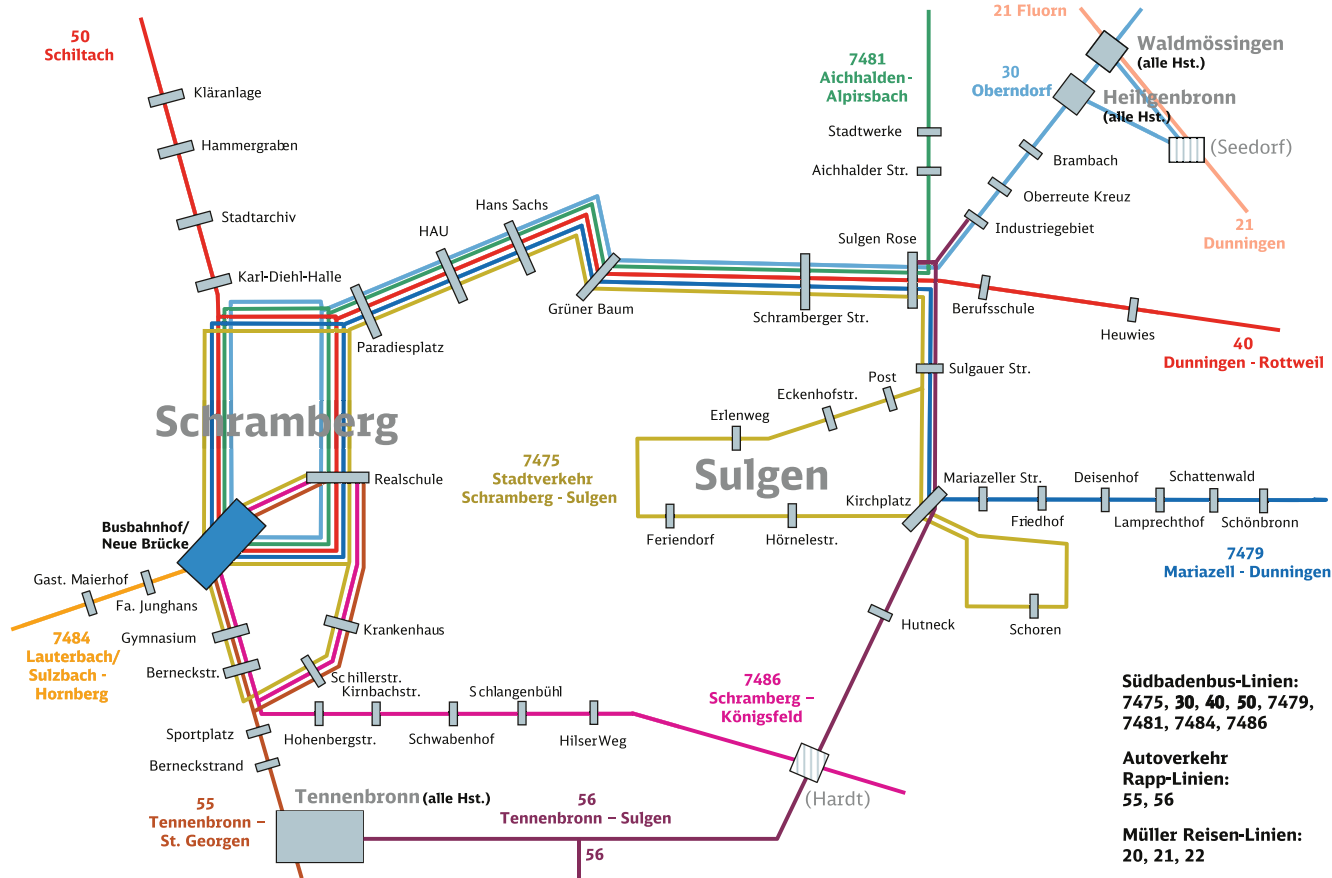 50
Schiltach
Kläranlage
Hammergraben
Stadtarchiv
Karl-Diehl-Halle
21 Fluorn
7481
Aichhalden-
Alpirsbach
30
Oberndorf
Waldmössingen
(alle Hst.)
Heiligenbronn
(alle Hst.)
(Seedorf)
Stadtwerke
Aichhalder Str.
Brambach
Oberreute Kreuz
Industriegebiet
21
Dunningen
Hans Sachs
HAU
Sulgen Rose
Grüner Baum
Schramberger Str.
Berufsschule
Heuwies
Paradiesplatz
40
Dunningen - Rottweil
Sulgauer Str.
Post
Eckenhofstr.
Erlenweg
Schramberg
7475
Stadtverkehr
Schramberg - Sulgen
Sulgen
Realschule
Kirchplatz
Mariazeller Str.
Deisenhof
Schattenwald
Friedhof
Lamprechthof
Schönbronn
Feriendorf
Hörnelestr.
Busbahnhof/
Neue Brücke
7479
Mariazell - Dunningen
Gast. Maierhof
Fa. Junghans
7484
Lauterbach/
Sulzbach -
Hornberg
Gymnasium
Berneckstr.
Krankenhaus
Schillerstr.
Kirnbachstr.
Schlangenbühl
Hutneck
Schoren
7486
Schramberg –
Königsfeld
Sportplatz
Hohenbergstr.
Schwabenhof
HilserWeg
Berneckstrand
Tennenbronn (alle Hst.)
55
Tennenbronn –
St. Georgen
56
Tennenbronn – Sulgen
56
(Hardt)
Südbadenbus-Linien:
7475, 30, 40, 50, 7479,
7481, 7484, 7486
Autoverkehr
Rapp-Linien:
55, 56
Müller Reisen-Linien:
20, 21, 22